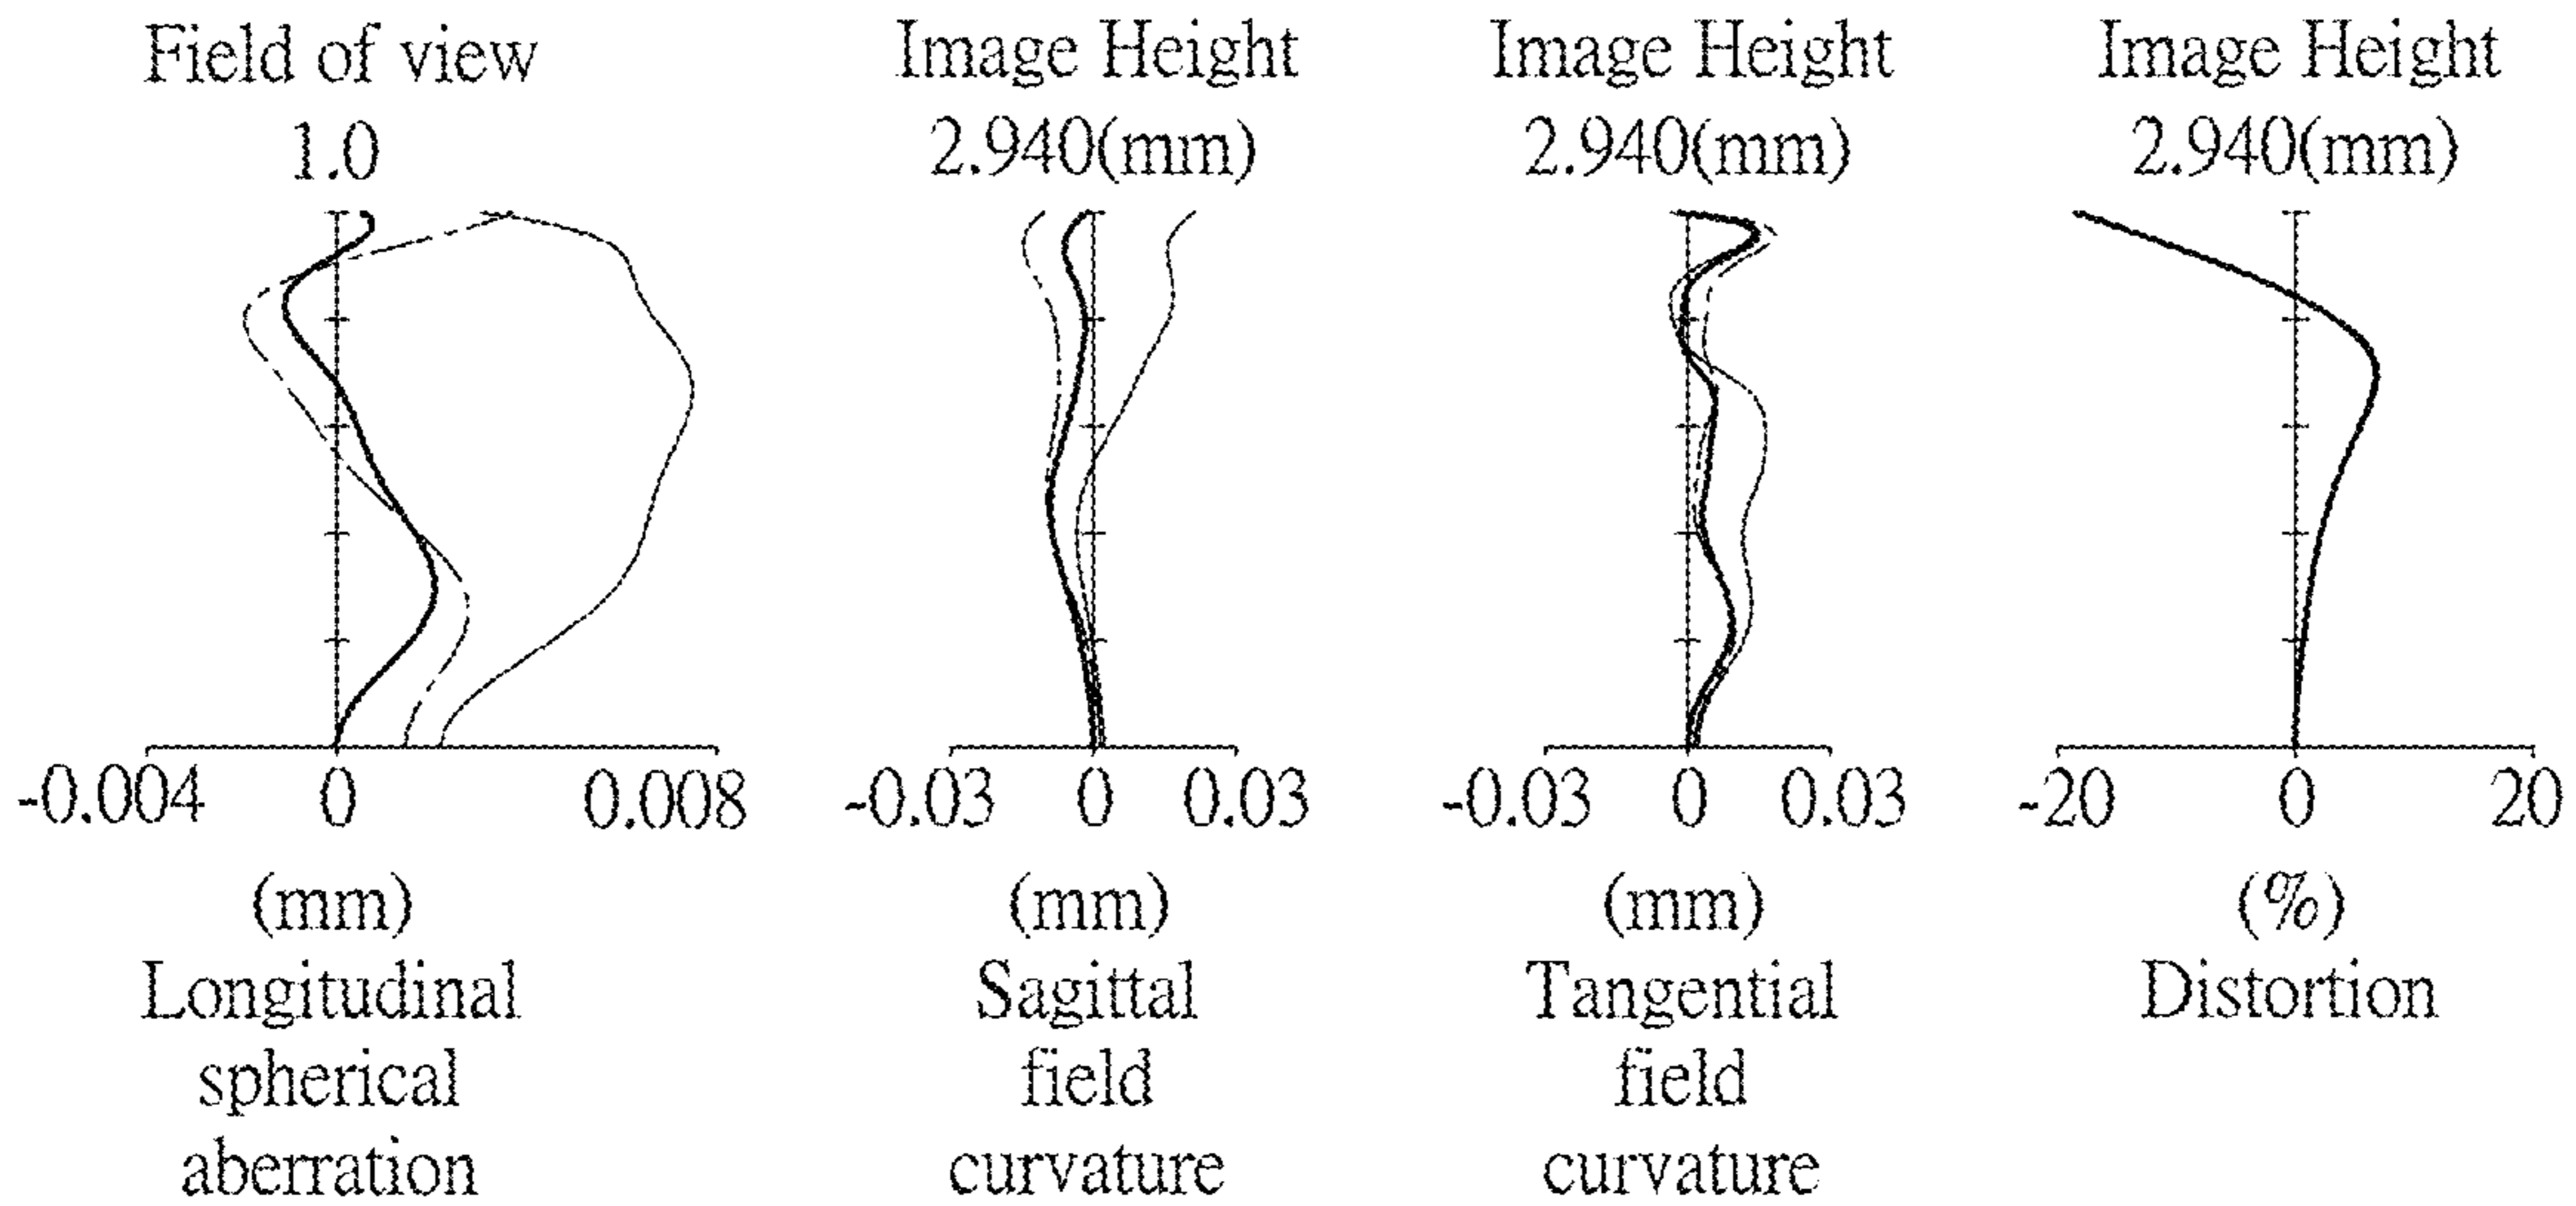 Field of view
1.0
-0.004 0 0.008
(mm)
Longitudinal
spherical
aberration
Image Height
2.940(mm)
-0.03 0 0.03
(mm)
Sagittal
field
curvature
Image Height
2.940(mm)
-0.03 0 0.03
(mm)
Tangential
field
curvature
Image Height
2.940(mm)
-20 0 20
(%)
Distortion